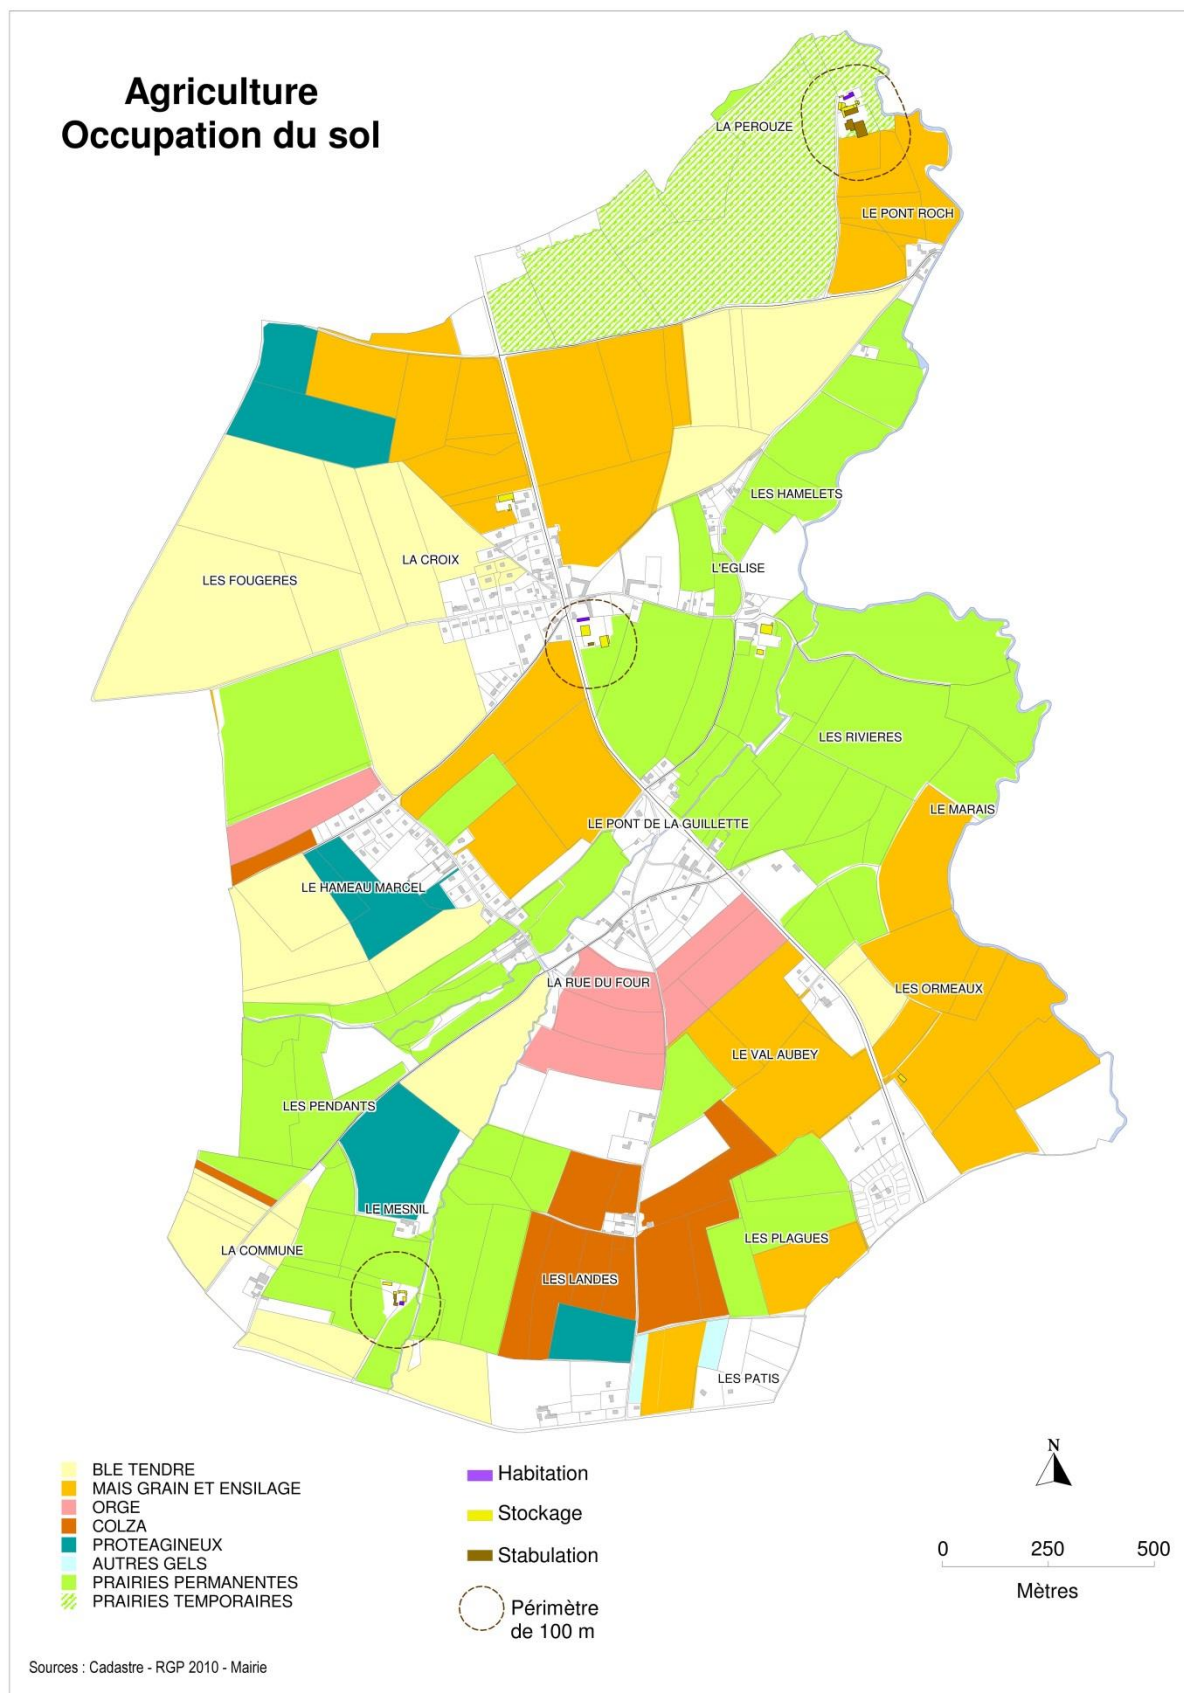 Agriculture
Occupation du sol
LA PEROUZE
LE PONT ROCH
LES HAMELETS
LA CROIX
L'EGLISE
LES FOUGERES
LES RIVIERES
LE MARAIS
LE PONT DE LA GUILLETTE
LE HAMEAU MARCEL
LA RUE DU FOUR
LES ORMEAUX
LE VAL AUBEY
LES PENDANTS
LE MESNIL
LES PLAGUES
LA COMMUNE
LES LANDES
LES PATIS
BLE TENDRE
MAIS GRAIN ET ENSILAGE
ORGE
COLZA
PROTEAGINEUX
AUTRES GELS
PRAIRIES PERMANENTES
PRAIRIES TEMPORAIRES
Habitation
Stockage
Stabulation
Périmètre
de 100 m
N
0 250 500
Mètres
Sources : Cadastre - RGP 2010 - Mairie